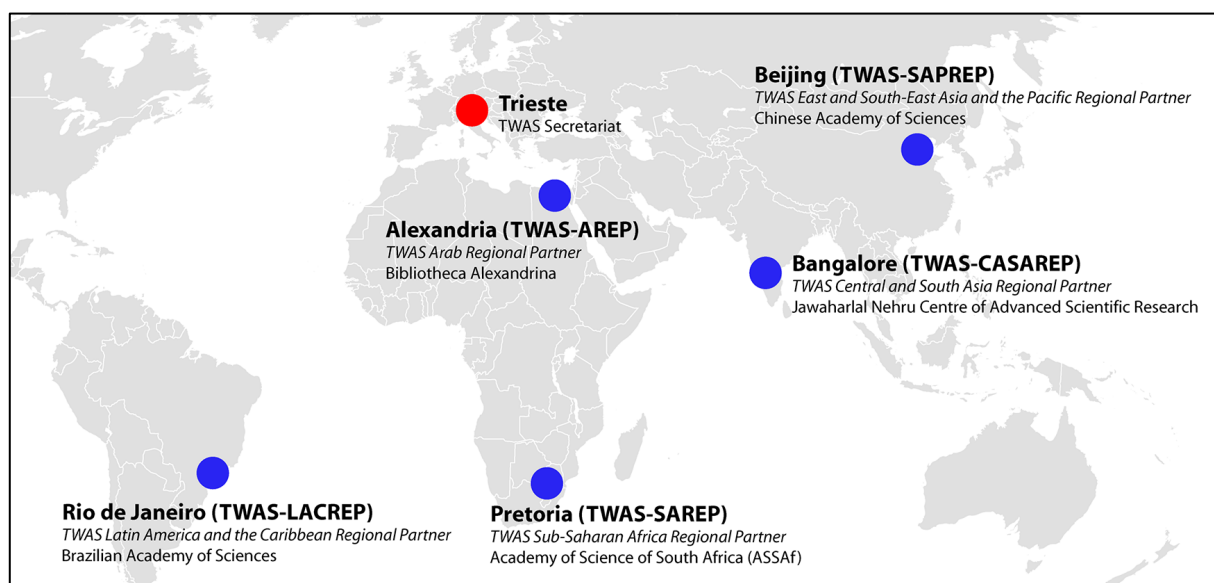 Beijing (TWAS-SAPREP)
TWAS East and South-East Asia and the Pacific Regional Partner
Chinese Academy of Sciences
Trieste
TWAS Secretariat
Alexandria (TWAS-AREP)
TWAS Arab Regional Partner
Bibliotheca Alexandrina
Bangalore (TWAS-CASAREP)
TWAS Central and South Asia Regional Partner
Jawaharlal Nehru Centre of Advanced Scientific Research
Rio de Janeiro (TWAS-LACREP)
TWAS Latin America and the Caribbean Regional Partner
Brazilian Academy of Sciences
Pretoria (TWAS-SAREP)
TWAS Sub-Saharan Africa Regional Partner
Academy of Science of South Africa (ASSAf)